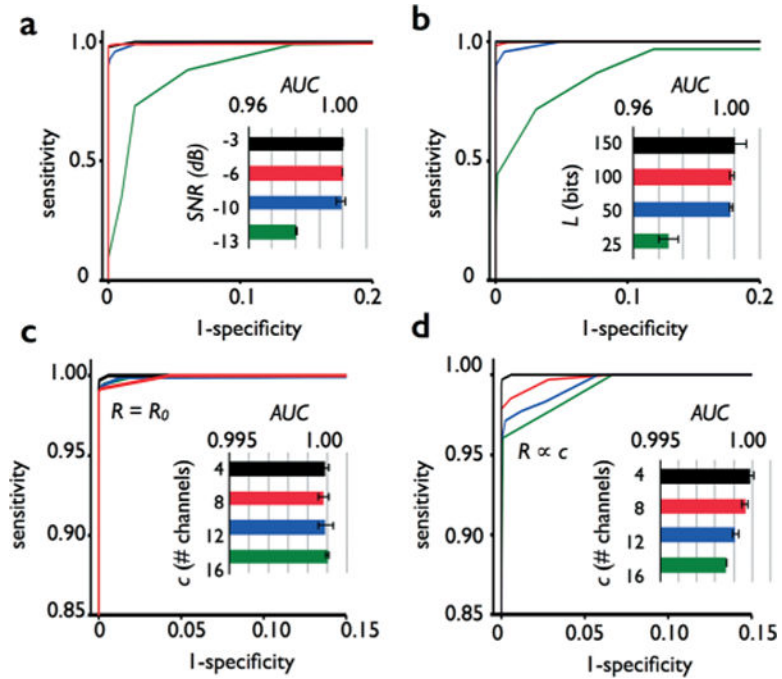 a
1.0
0.5
0
sensitivity
0
0.1
0.2
1-specificity
AUC
0.96
1.00
SNR (dB)
-3
-6
-10
-13
b
1.0
0.5
0
sensitivity
0
0.1
0.2
1-specificity
AUC
0.96
1.00
L (bits)
150
100
50
25
c
1.00
0.95
0.90
0.85
sensitivity
0
0.05
0.10
0.15
1-specificity
R = R0
AUC
0.995
1.00
c (# channels)
4
8
12
16
d
1.00
0.95
0.90
0.85
sensitivity
0
0.05
0.10
0.15
1-specificity
R ∝ c
AUC
0.995
1.00
c (# channels)
4
8
12
16